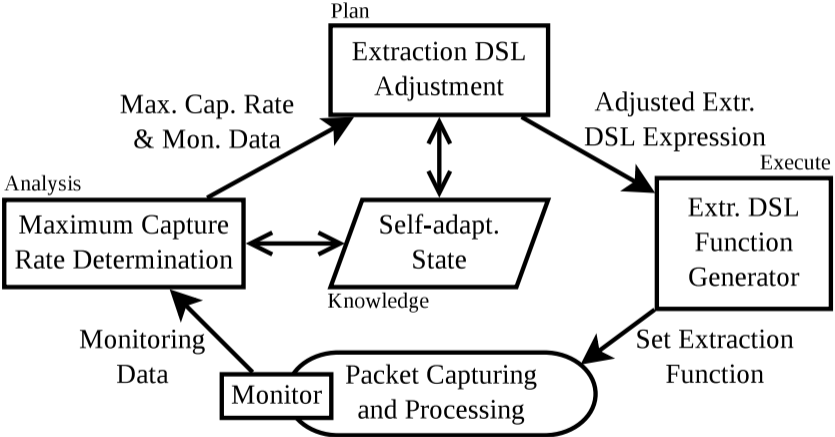 Plan
Extraction DSL
Adjustment
Max. Cap. Rate
& Mon. Data
Adjusted Extr.
DSL Expression
Analysis
Execute
Maximum Capture
Rate Determination
Self-adapt.
State
Knowledge
Extr. DSL
Function
Generator
Monitoring
Data
Set Extraction
Function
Monitor
Packet Capturing
and Processing